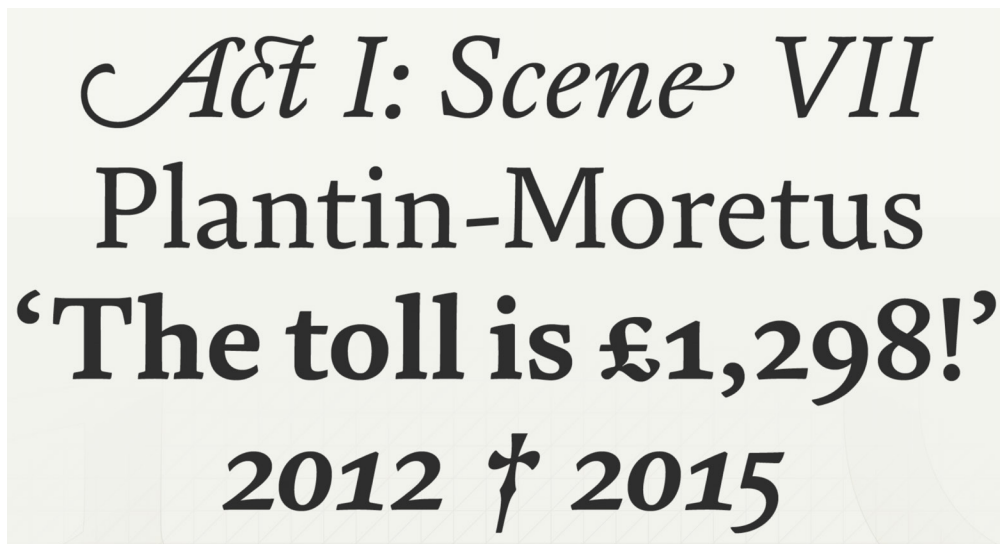 Act I: Scene VII
Plantin-Moretus
‘The toll is £1,298!’
2012 † 2015